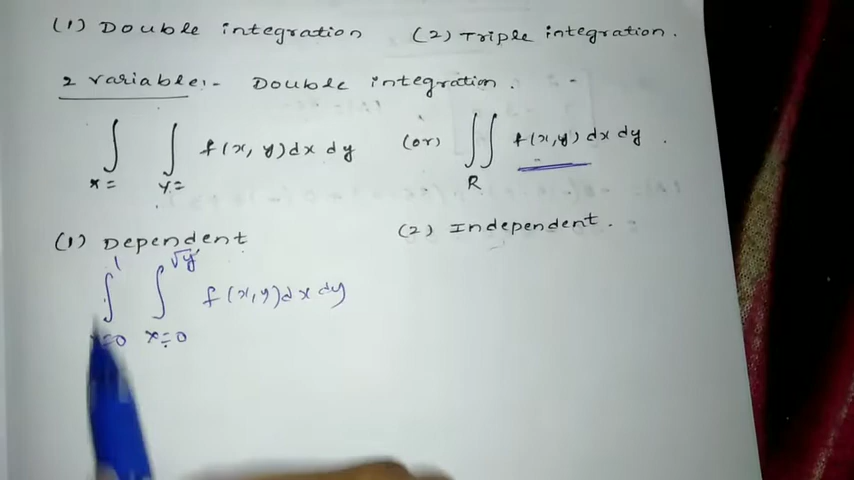 (1) Double integration (2) Triple integration.
2 variable:- Double integration.
∫ ∫ f(x, y) dx dy (or) ∬ f(x,y) dx dy.
x= y= R
(1) Dependent (2) Independent.
1 √y
∫ ∫ f(x,y) dx dy
=0 x=0